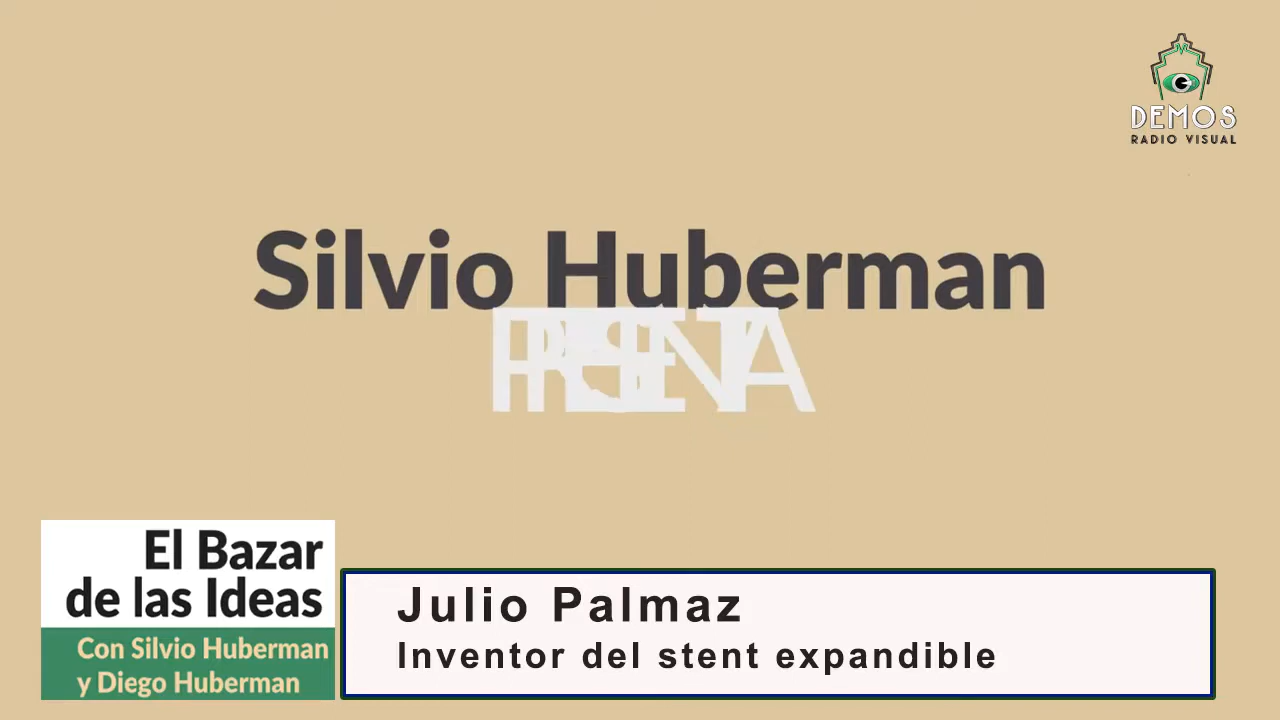 DEMOS
RADIO VISUAL
Silvio Huberman
PRESENTA
El Bazar
de las Ideas
Con Silvio Huberman
y Diego Huberman
Julio Palmaz
Inventor del stent expandible